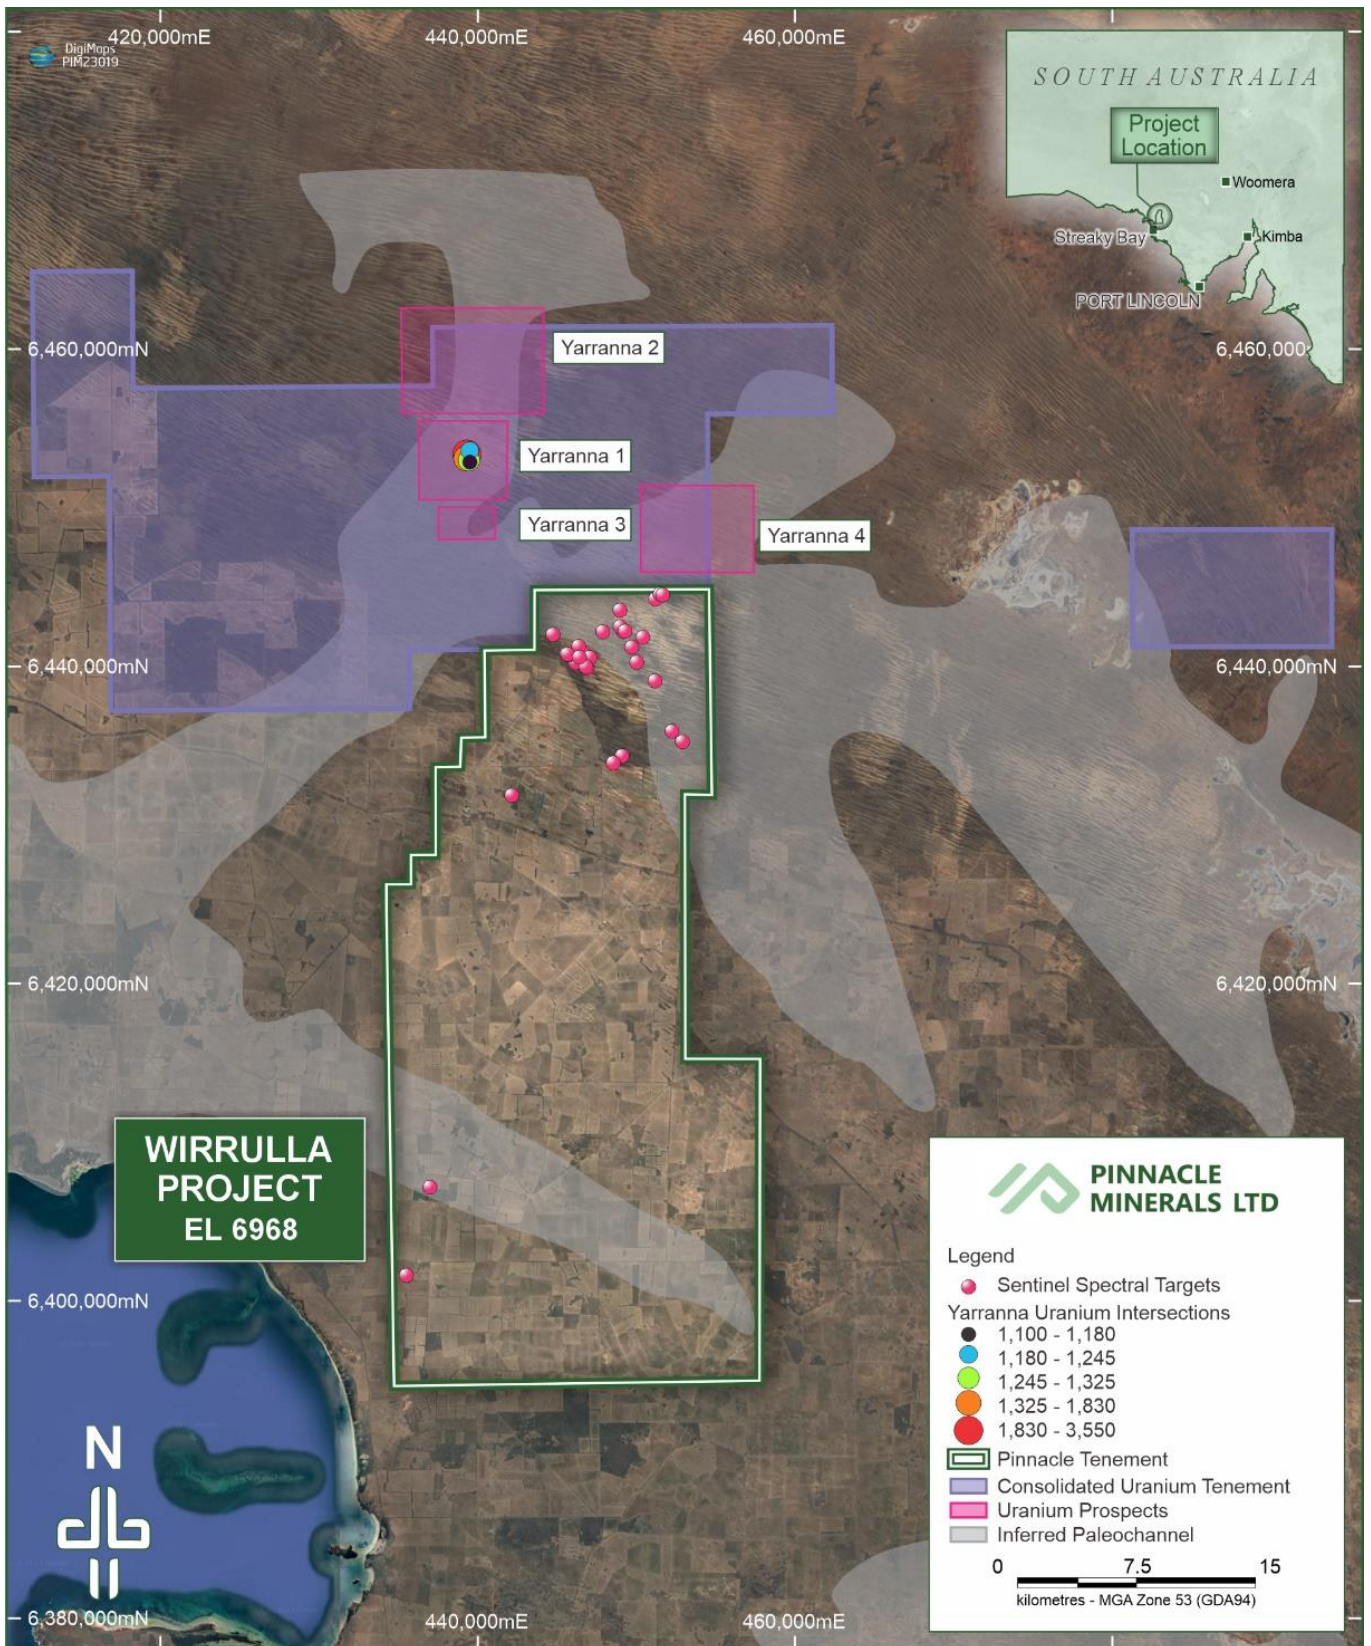 420,000mE
440,000mE
460,000mE
DigiMaps
PIM23019
SOUTH AUSTRALIA
Project
Location
Woomera
Streaky Bay
Kimba
PORT LINCOLN
6,460,000mN
Yarranna 2
6,460,000
Yarranna 1
Yarranna 3
Yarranna 4
6,440,000mN
6,440,000mN
6,420,000mN
6,420,000mN
WIRRULLA
PROJECT
EL 6968
6,400,000mN
PINNACLE
MINERALS LTD
Legend
Sentinel Spectral Targets
Yarranna Uranium Intersections
1,100 - 1,180
1,180 - 1,245
1,245 - 1,325
1,325 - 1,830
1,830 - 3,550
Pinnacle Tenement
Consolidated Uranium Tenement
Uranium Prospects
Inferred Paleochannel
0 7.5 15
kilometres - MGA Zone 53 (GDA94)
N
6,380,000mN
440,000mE
460,000mE